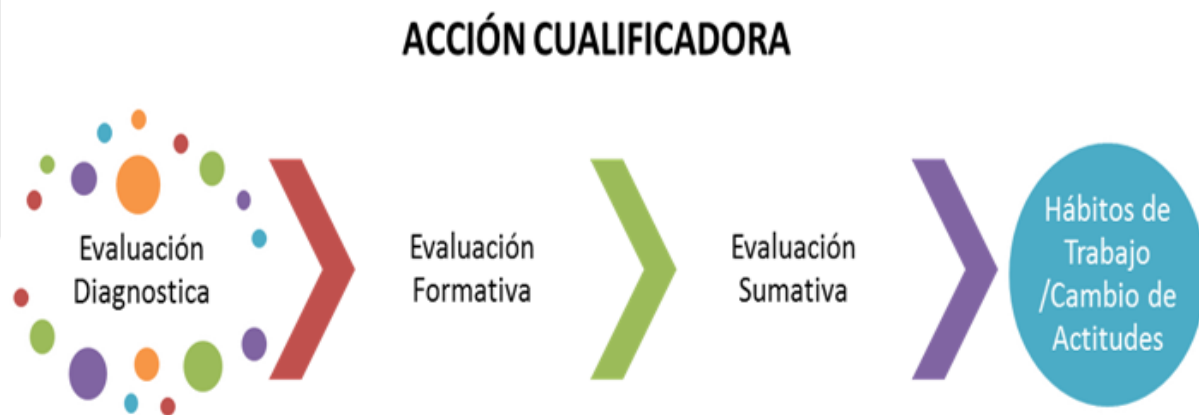 ACCIÓN CUALIFICADORA
Evaluación
Diagnostica
Evaluación
Formativa
Evaluación
Sumativa
Hábitos de
Trabajo
/Cambio de
Actitudes